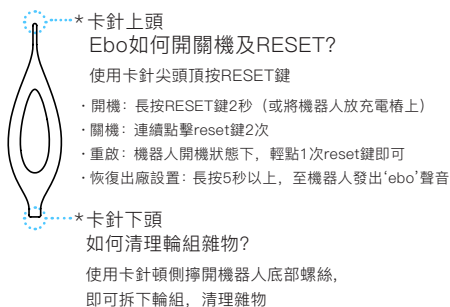 *卡針上頭
Ebo如何開關機及RESET?
使用卡針尖頭頂按RESET鍵
·開機：長按RESET鍵2秒（或將機器人放充電樁上）
·關機：連續點擊reset鍵2次
·重啟：機器人開機狀態下，輕點1次reset鍵即可
·恢復出廠設置：長按5秒以上，至機器人發出‘ebo’聲音
*卡針下頭
如何清理輪組雜物?
使用卡針頓側擰開機器人底部螺絲，
即可拆下輪組，清理雜物